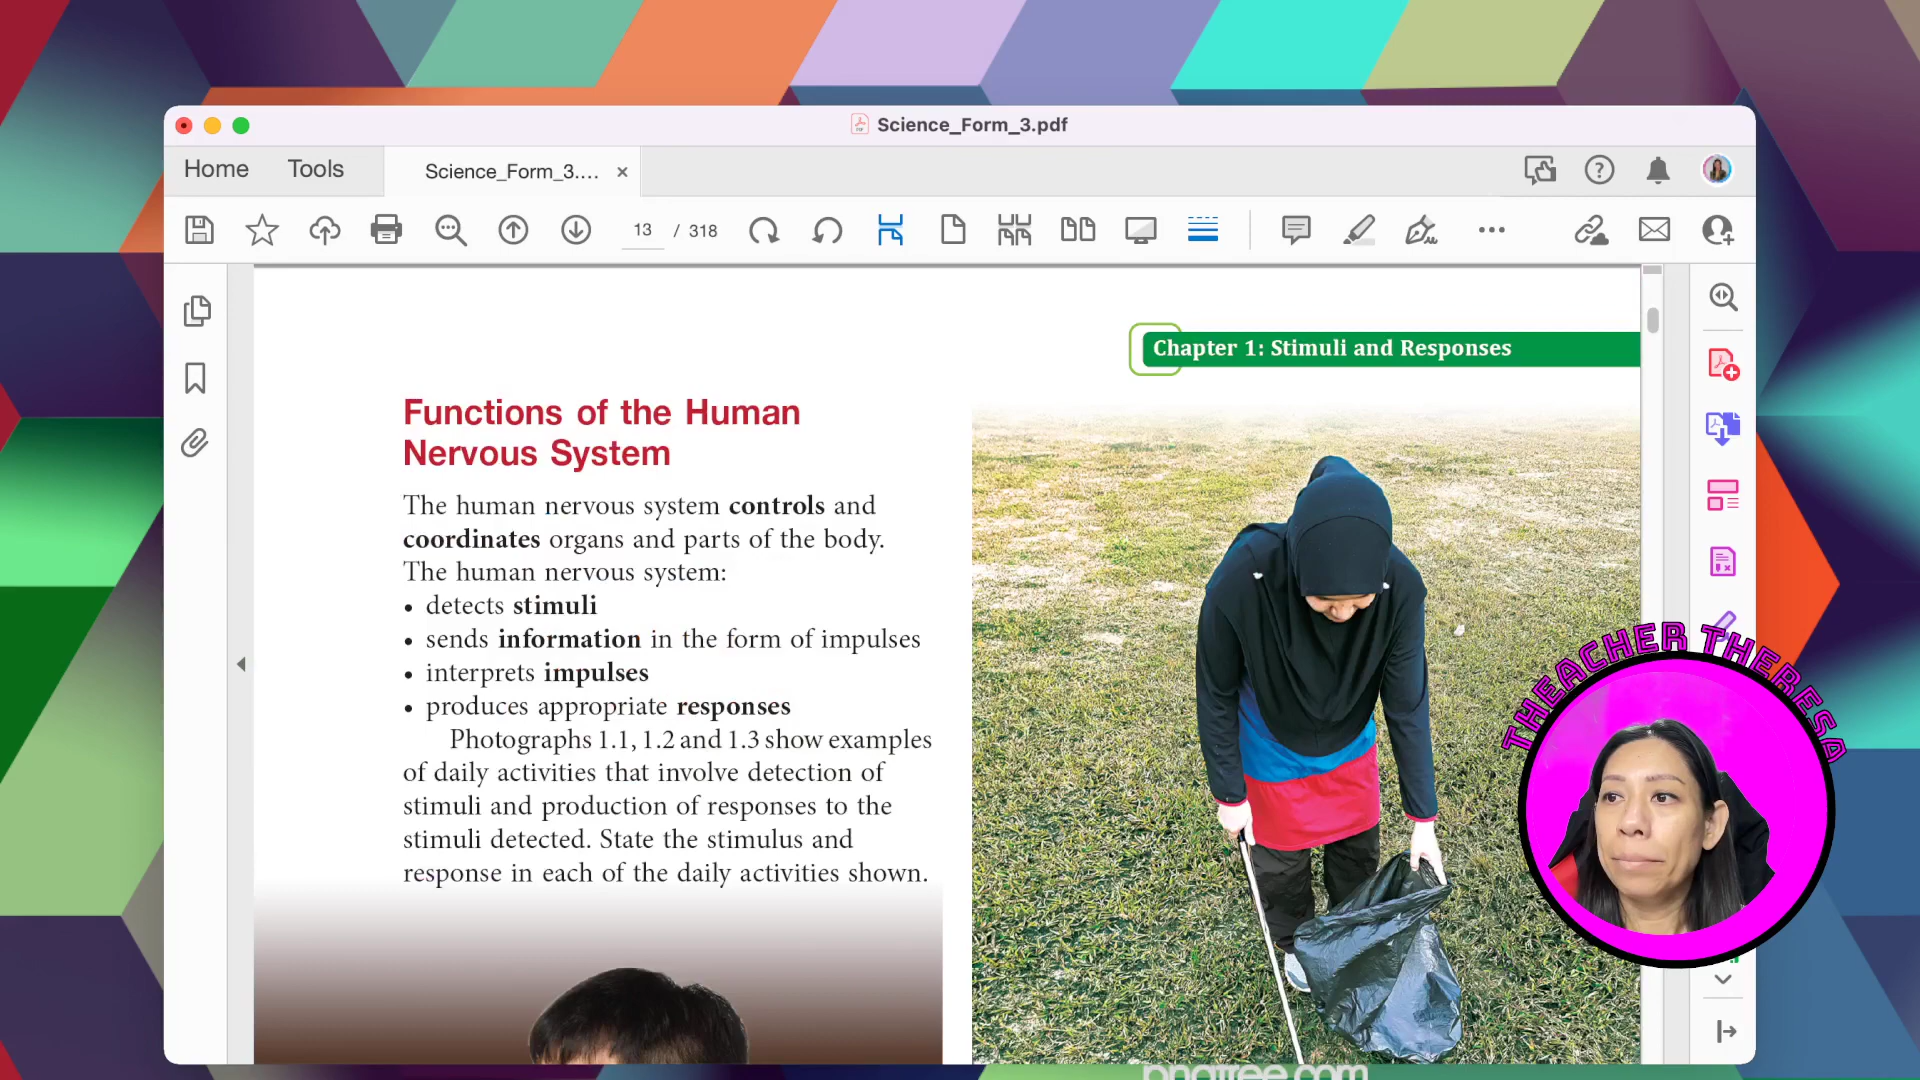 Science_Form_3.pdf
Home Tools Science_Form_3....
13 / 318
Chapter 1: Stimuli and Responses
Functions of the Human
Nervous System
The human nervous system controls and
coordinates organs and parts of the body.
The human nervous system:
• detects stimuli
• sends information in the form of impulses
• interprets impulses
• produces appropriate responses
Photographs 1.1, 1.2 and 1.3 show examples
of daily activities that involve detection of
stimuli and production of responses to the
stimuli detected. State the stimulus and
response in each of the daily activities shown.
THEACHER THERESA
pngtree.com